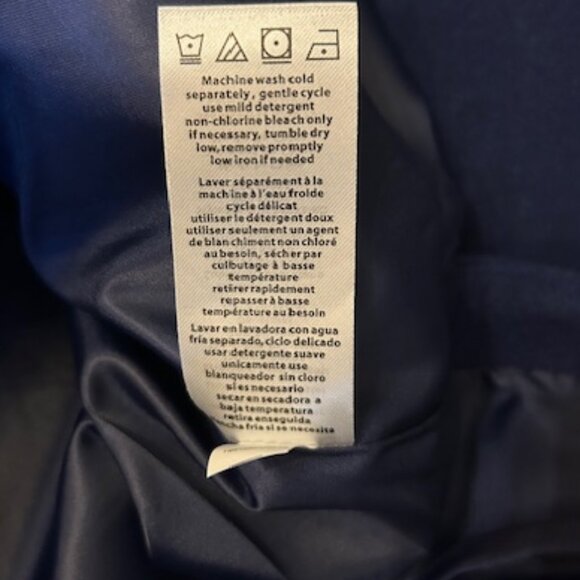 Machine wash cold
separately, gentle cycle
use mild detergent
non-chlorine bleach only
if necessary, tumble dry
low, remove promptly
low iron if needed
Laver séparément à la
machine à l'eau froide
cycle délicat
utiliser le détergent doux
utiliser seulement un agent
de blanchiment non chloré
au besoin, sécher par
culbutage à basse
température
retirer rapidement
repasser à basse
température au besoin
Lavar en lavadora con agua
fria separado, ciclo delicado
usar detergente suave
unicamente use
blanqueador sin cloro
si es necesario
secar en secadora a
baja temperatura
retira enseguida
fria si se necesita